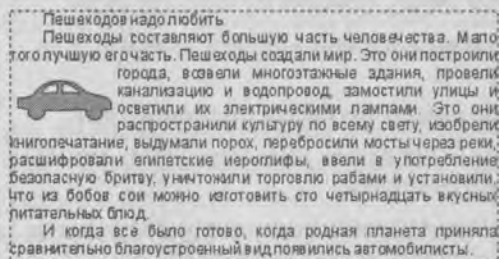 Пешеходов надо любить.
Пешеходы составляют большую часть человечества. Мало
того лучшую его часть. Пешеходы создали мир. Это они построили
города, возвели многоэтажные здания, провели
канализацию и водопровод, замостили улицы и
осветили их электрическими лампами. Это они
распространили культуру по всему свету, изобрели
книгопечатание, выдумали порох, перебросили мосты через реки,
расшифровали египетские иероглифы, ввели в употребление
безопасную бритву, уничтожили торговлю рабами и установили,
что из бобов сои можно изготовить сто четырнадцать вкусных
питательных блюд.
И когда все было готово, когда родная планета приняла
сравнительно благоустроенный вид появились автомобилисты.